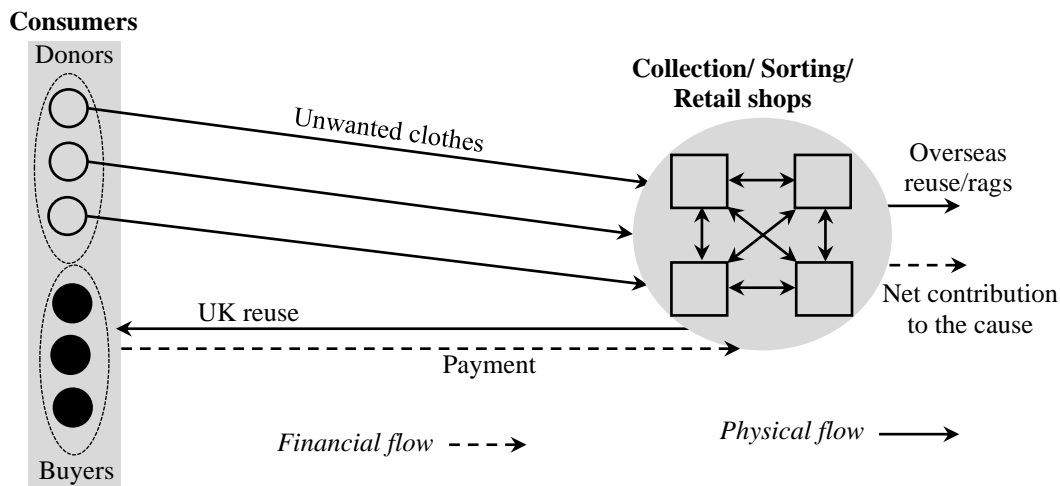 Consumers
Donors
Unwanted clothes
Collection/ Sorting/
Retail shops
Overseas
reuse/rags
Net contribution
to the cause
UK reuse
Payment
Buyers
Financial flow
Physical flow